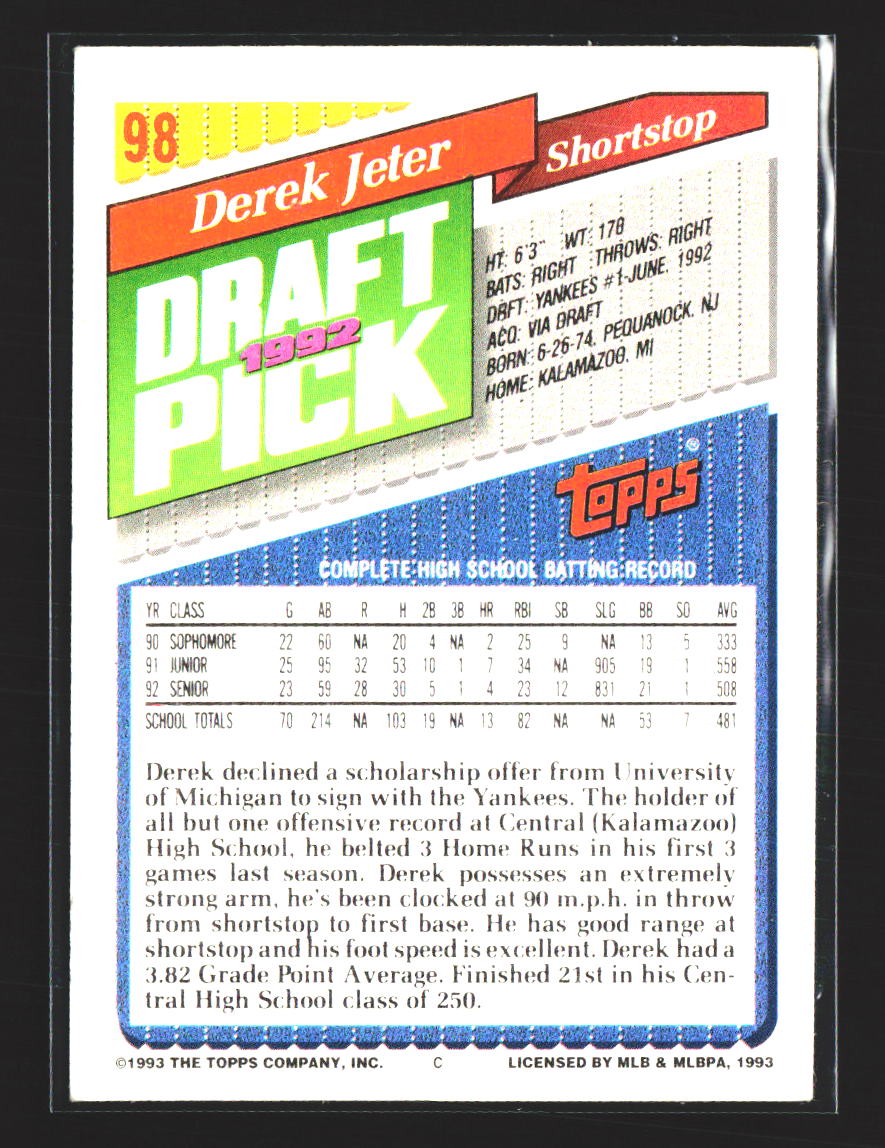 98
Derek Jeter
Shortstop
DRAFT
1992
PICK
HT: 6'3" WT: 178
BATS: RIGHT THROWS: RIGHT
DRFT: YANKEES #1-JUNE, 1992
ACQ: VIA DRAFT
BORN: 6-26-74, PEQUANOCK, NJ
HOME: KALAMAZOO, MI
topps®
COMPLETE HIGH SCHOOL BATTING RECORD
YR CLASS G AB R H 2B 3B HR RBI SB SLG BB SO AVG
90 SOPHOMORE 22 60 NA 20 4 NA 2 25 9 NA 13 5 333
91 JUNIOR 25 95 32 53 10 1 7 34 NA 905 19 1 558
92 SENIOR 23 59 28 30 5 1 4 23 12 831 21 1 508
SCHOOL TOTALS 70 214 NA 103 19 NA 13 82 NA NA 53 7 481
Derek declined a scholarship offer from University
of Michigan to sign with the Yankees. The holder of
all but one offensive record at Central (Kalamazoo)
High School, he belted 3 Home Runs in his first 3
games last season. Derek possesses an extremely
strong arm, he's been clocked at 90 m.p.h. in throw
from shortstop to first base. He has good range at
shortstop and his foot speed is excellent. Derek had a
3.82 Grade Point Average. Finished 21st in his Cen-
tral High School class of 250.
©1993 THE TOPPS COMPANY, INC. C LICENSED BY MLB & MLBPA, 1993